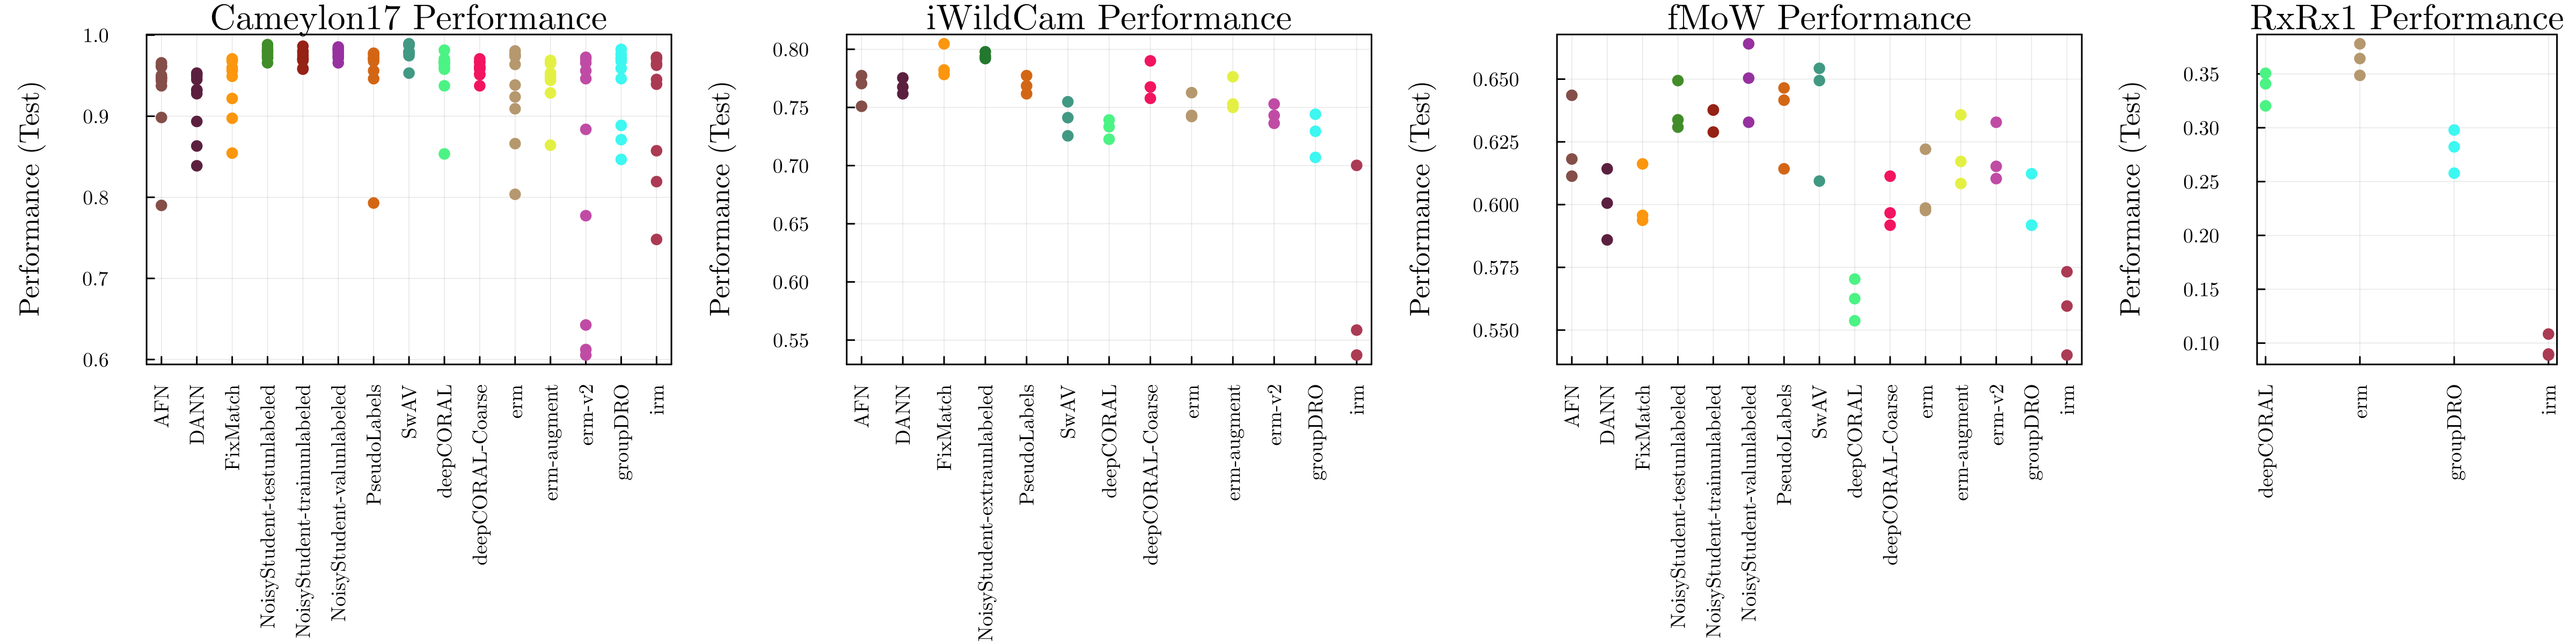 Cameylon17 Performance
Performance (Test)
1.0
0.9
0.8
0.7
0.6
AFN
DANN
FixMatch
NoisyStudent-testunlabeled
NoisyStudent-trainunlabeled
NoisyStudent-valunlabeled
PseudoLabels
SwAV
deepCORAL
deepCORAL-Coarse
erm
erm-augment
erm-v2
groupDRO
irm
iWildCam Performance
Performance (Test)
0.80
0.75
0.70
0.65
0.60
0.55
AFN
DANN
FixMatch
NoisyStudent-extraunlabeled
PseudoLabels
SwAV
deepCORAL
deepCORAL-Coarse
erm
erm-augment
erm-v2
groupDRO
irm
fMoW Performance
Performance (Test)
0.650
0.625
0.600
0.575
0.550
AFN
DANN
FixMatch
NoisyStudent-testunlabeled
NoisyStudent-trainunlabeled
NoisyStudent-valunlabeled
PseudoLabels
SwAV
deepCORAL
deepCORAL-Coarse
erm
erm-augment
erm-v2
groupDRO
irm
RxRx1 Performance
Performance (Test)
0.35
0.30
0.25
0.20
0.15
0.10
deepCORAL
erm
groupDRO
irm